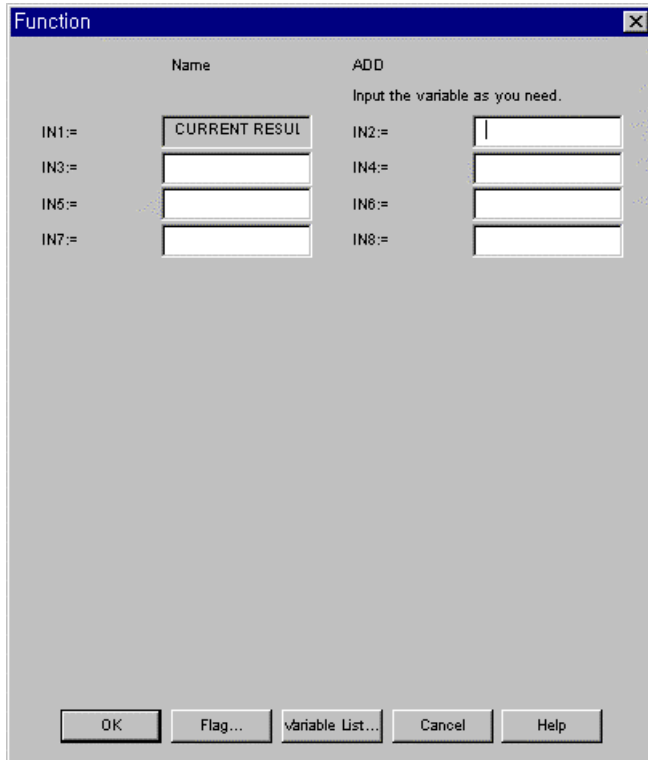 Function
Name ADD
Input the variable as you need.
IN1:= CURRENT RESUL IN2:=
IN3:= IN4:=
IN5:= IN6:=
IN7:= IN8:=
OK Flag... Variable List... Cancel Help